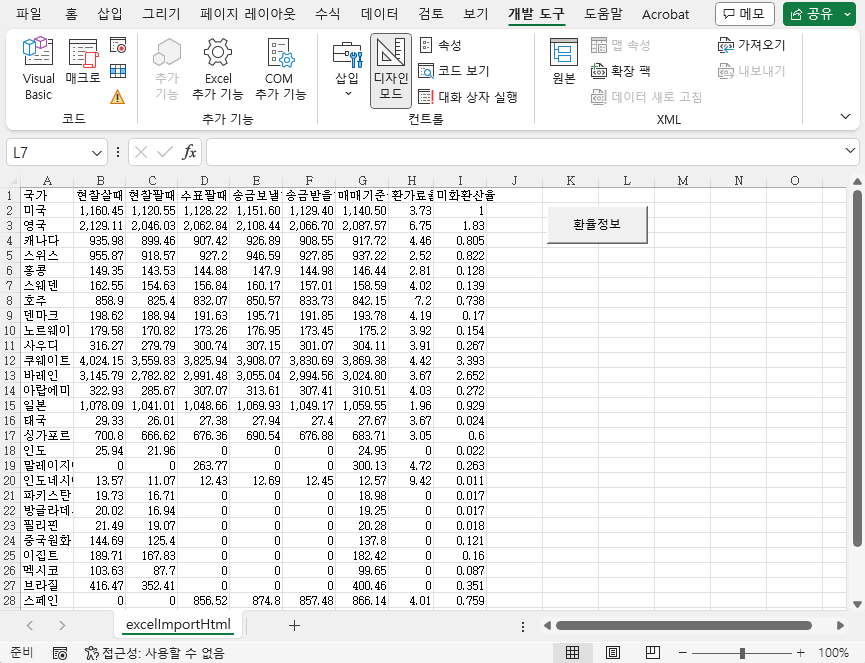 파일 홈 삽입 그리기 페이지 레이아웃 수식 데이터 검토 보기 개발 도구 도움말 Acrobat 메모 공유
Visual Basic 매크로 추가 기능 Excel 추가 기능 COM 추가 기능 삽입 디자인 모드 속성 코드 보기 대화 상자 실행 원본 맵 속성 확장 팩 데이터 새로 고침 가져오기 내보내기
코드 추가 기능 컨트롤 XML
L7 fx
A B C D E F G H I J K L M N O
1 국가 현찰살때 현찰팔때 수표팔때 송금보낼 송금받을 매매기준 환가료율 미화환산율
2 미국 1,160.45 1,120.55 1,128.22 1,151.60 1,129.40 1,140.50 3.73 1
3 영국 2,129.11 2,046.03 2,062.84 2,108.44 2,066.70 2,087.57 6.75 1.83
환율정보
4 캐나다 935.98 899.46 907.42 926.89 908.55 917.72 4.46 0.805
5 스위스 955.87 918.57 927.2 946.59 927.85 937.22 2.52 0.822
6 홍콩 149.35 143.53 144.88 147.9 144.98 146.44 2.81 0.128
7 스웨덴 162.55 154.63 156.84 160.17 157.01 158.59 4.02 0.139
8 호주 858.9 825.4 832.07 850.57 833.73 842.15 7.2 0.738
9 덴마크 198.62 188.94 191.63 195.71 191.85 193.78 4.19 0.17
10 노르웨이 179.58 170.82 173.26 176.95 173.45 175.2 3.92 0.154
11 사우디 316.27 279.79 300.74 307.15 301.07 304.11 3.91 0.267
12 쿠웨이트 4,024.15 3,559.83 3,825.94 3,908.07 3,830.69 3,869.38 4.42 3.393
13 바레인 3,145.79 2,782.82 2,991.48 3,055.04 2,994.56 3,024.80 3.67 2.652
14 아랍에미 322.93 285.67 307.07 313.61 307.41 310.51 4.03 0.272
15 일본 1,078.09 1,041.01 1,048.66 1,069.93 1,049.17 1,059.55 1.96 0.929
16 태국 29.33 26.01 27.38 27.94 27.4 27.67 3.67 0.024
17 싱가포르 700.8 666.62 676.36 690.54 676.88 683.71 3.05 0.6
18 인도 25.94 21.96 0 0 0 24.95 0 0.022
19 말레이지 0 0 263.77 0 0 300.13 4.72 0.263
20 인도네시 13.57 11.07 12.43 12.69 12.45 12.57 9.42 0.011
21 파키스탄 19.73 16.71 0 0 0 18.98 0 0.017
22 방글라데 20.02 16.94 0 0 0 19.25 0 0.017
23 필리핀 21.49 19.07 0 0 0 20.28 0 0.018
24 중국원화 144.69 125.4 0 0 0 137.8 0 0.121
25 이집트 189.71 167.83 0 0 0 182.42 0 0.16
26 멕시코 103.63 87.7 0 0 0 99.65 0 0.087
27 브라질 416.47 352.41 0 0 0 400.46 0 0.351
28 스페인 0 0 856.52 874.8 857.48 866.14 4.01 0.759
excelImportHtml
준비 접근성: 사용할 수 없음 100%